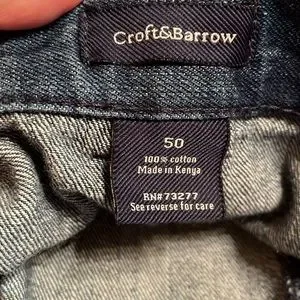 Croft&Barrow
50
100% cotton
Made in Kenya
RN#73277
See reverse for care